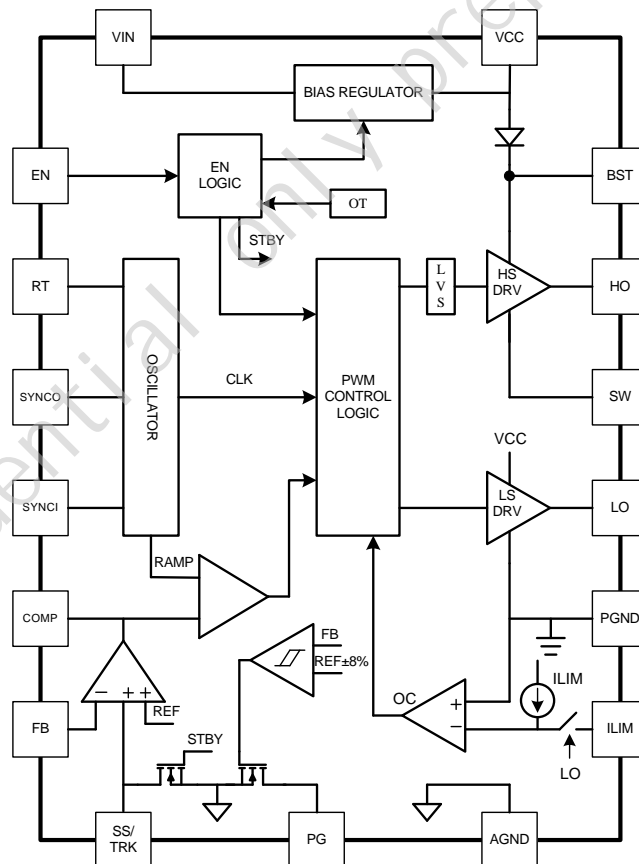 VIN
VCC
BIAS REGULATOR
EN
EN
LOGIC
OT
BST
STBY
RT
OSCILLATOR
LVS
HS
DRV
HO
CLK
PWM
CONTROL
LOGIC
SYNCO
SW
VCC
SYNCI
LS
DRV
LO
RAMP
COMP
PGND
FB
REF±8%
ILIM
OC
+
−
− + +
REF
FB
ILIM
STBY
LO
SS/
TRK
PG
AGND
only